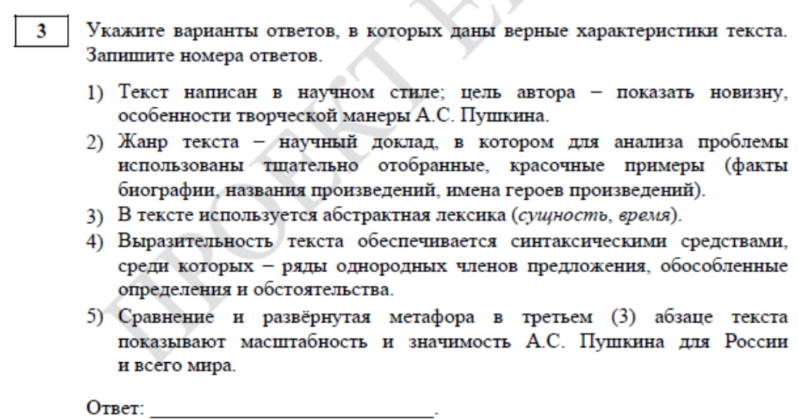 3 Укажите варианты ответов, в которых даны верные характеристики текста.
Запишите номера ответов.
1) Текст написан в научном стиле; цель автора – показать новизну,
особенности творческой манеры А.С. Пушкина.
2) Жанр текста – научный доклад, в котором для анализа проблемы
использованы тщательно отобранные, красочные примеры (факты
биографии, названия произведений, имена героев произведений).
3) В тексте используется абстрактная лексика (сущность, время).
4) Выразительность текста обеспечивается синтаксическими средствами,
среди которых – ряды однородных членов предложения, обособленные
определения и обстоятельства.
5) Сравнение и развёрнутая метафора в третьем (3) абзаце текста
показывают масштабность и значимость А.С. Пушкина для России
и всего мира.
Ответ: ___________________________.
ПРОЕКТ